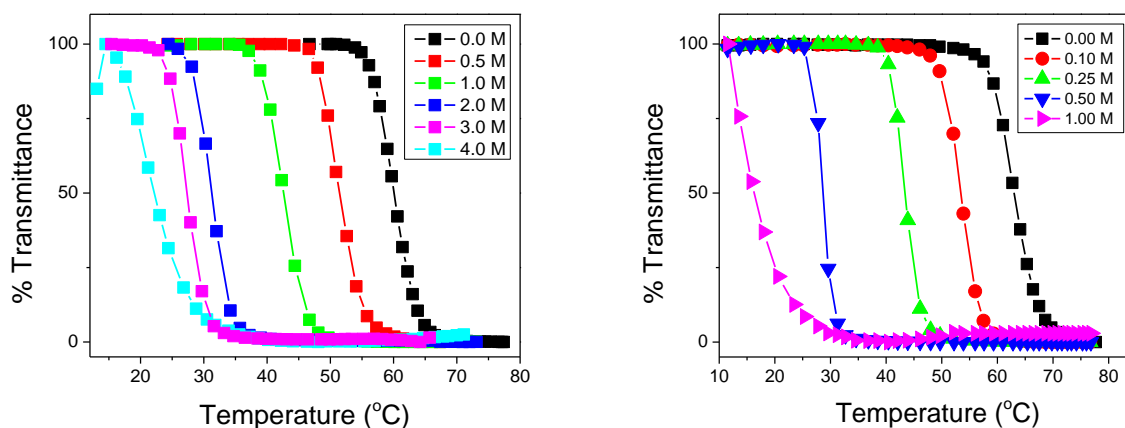 % Transmittance
100
50
0
20 30 40 50 60 70 80
Temperature (°C)
0.0 M
0.5 M
1.0 M
2.0 M
3.0 M
4.0 M
% Transmittance
100
50
0
10 20 30 40 50 60 70 80
Temperature (°C)
0.00 M
0.10 M
0.25 M
0.50 M
1.00 M